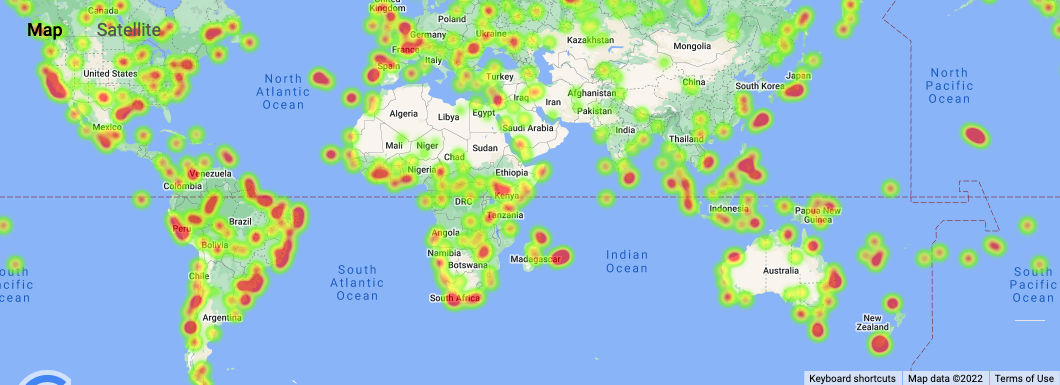 Canada
United Kingdom
Poland
Map
Satellite
Germany
Ukraine
Kazakhstan
Mongolia
France
Italy
United States
Spain
Turkey
China
Japan
South Korea
North
Atlantic
Ocean
North
Pacific
Ocean
Afghanistan
Iraq
Iran
Pakistan
Algeria
Libya
Egypt
Saudi Arabia
India
Thailand
Mexico
Mali
Niger
Chad
Sudan
Nigeria
Ethiopia
Venezuela
Colombia
DRC
Kenya
Indonesia
Papua New
Guinea
Tanzania
Peru
Brazil
Bolivia
Angola
Namibia
Botswana
Madagascar
Indian
Ocean
Australia
South
Atlantic
Ocean
South
Pacific
Ocean
outh
acific
cean
Chile
South Africa
Argentina
New
Zealand
Keyboard shortcuts
Map data ©2022
Terms of Use